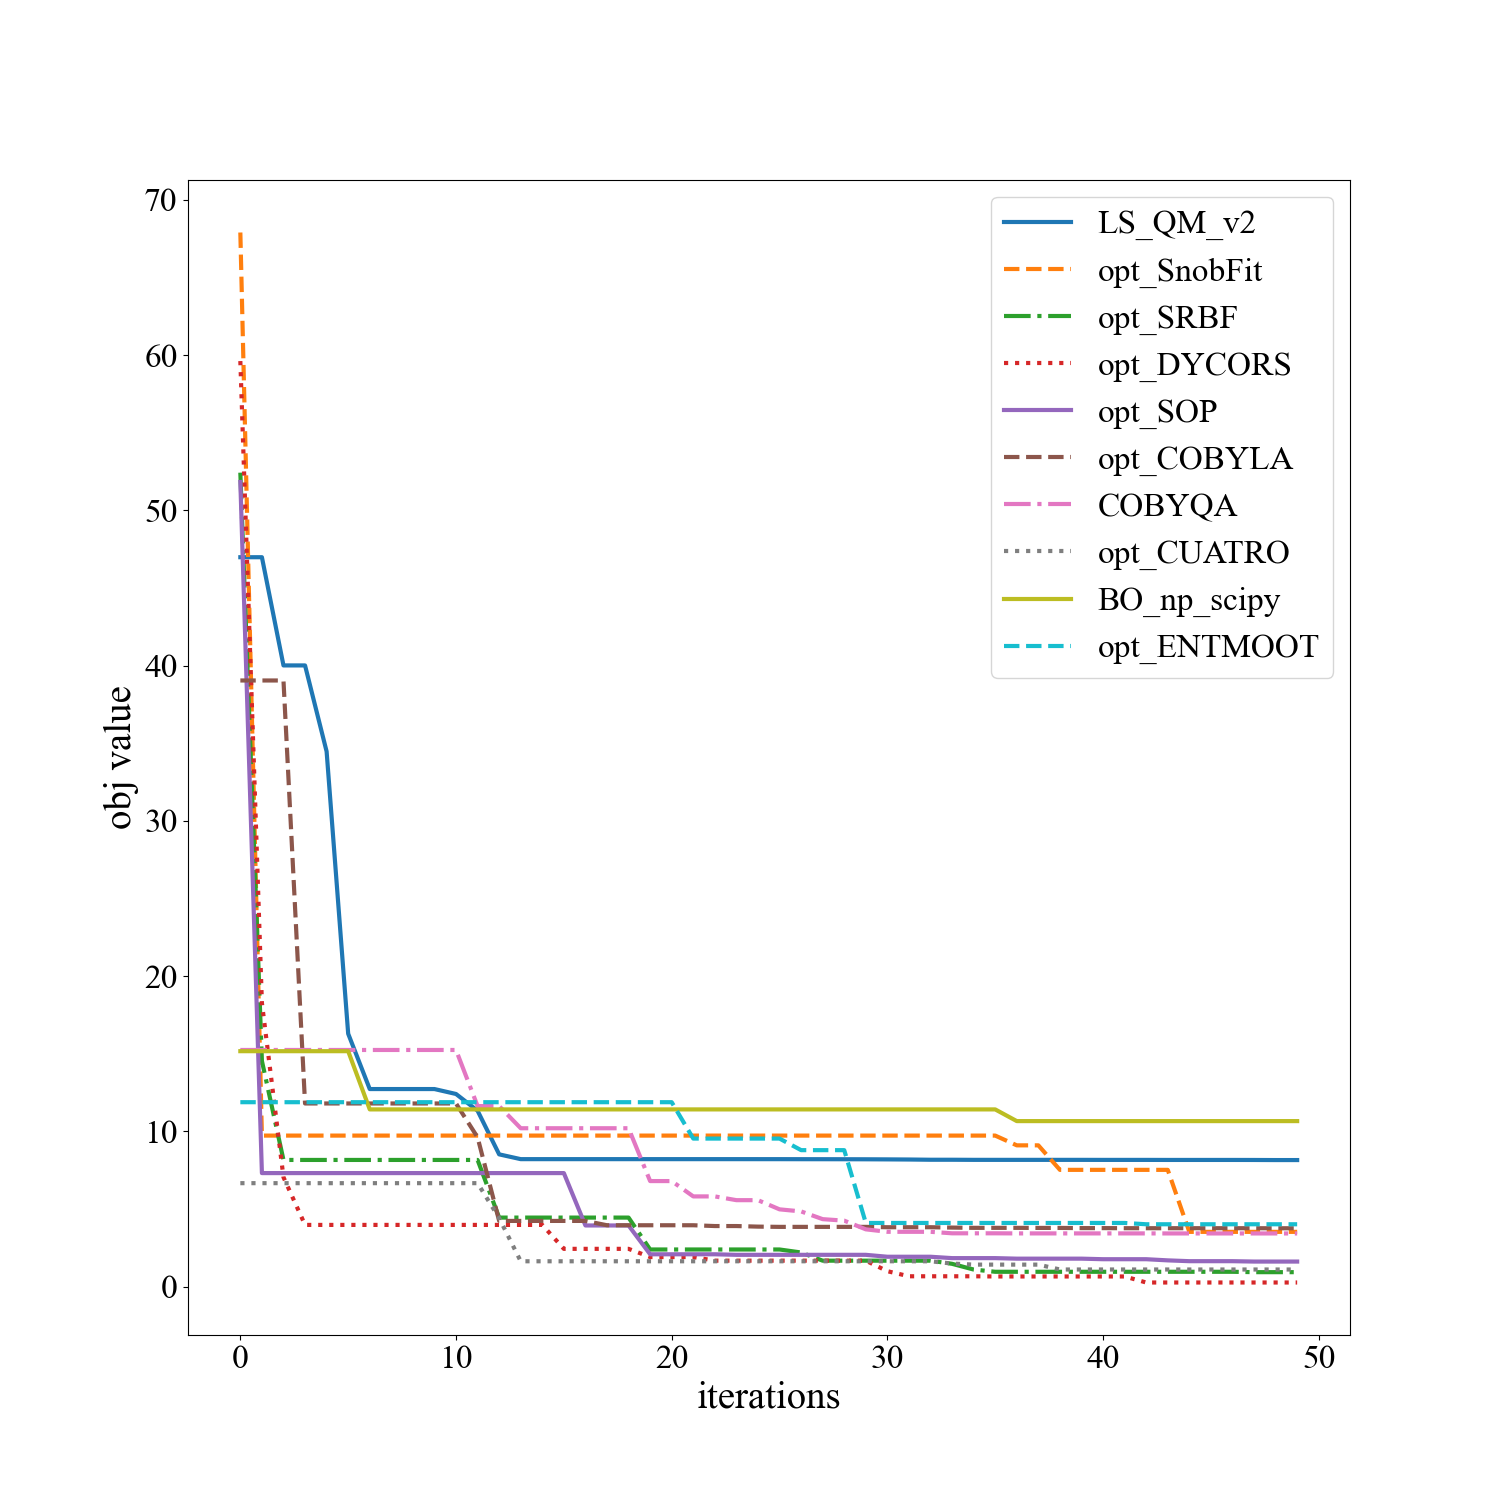 70
60
50
40
30
20
10
0
obj value
0 10 20 30 40 50
iterations
LS_QM_v2
opt_SnobFit
opt_SRBF
opt_DYCORS
opt_SOP
opt_COBYLA
COBYQA
opt_CUATRO
BO_np_scipy
opt_ENTMOOT